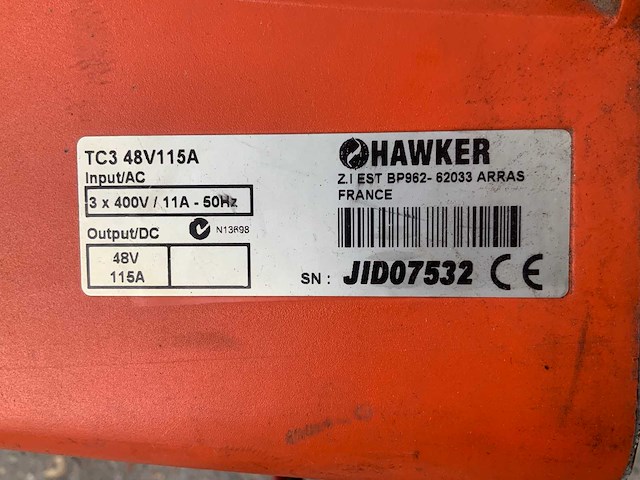 TC3 48V115A
Input/AC
3 x 400V / 11A - 50Hz
Output/DC
N13698
48V
115A
HAWKER
Z.I EST BP962- 62033 ARRAS
FRANCE
SN : JID07532
CE